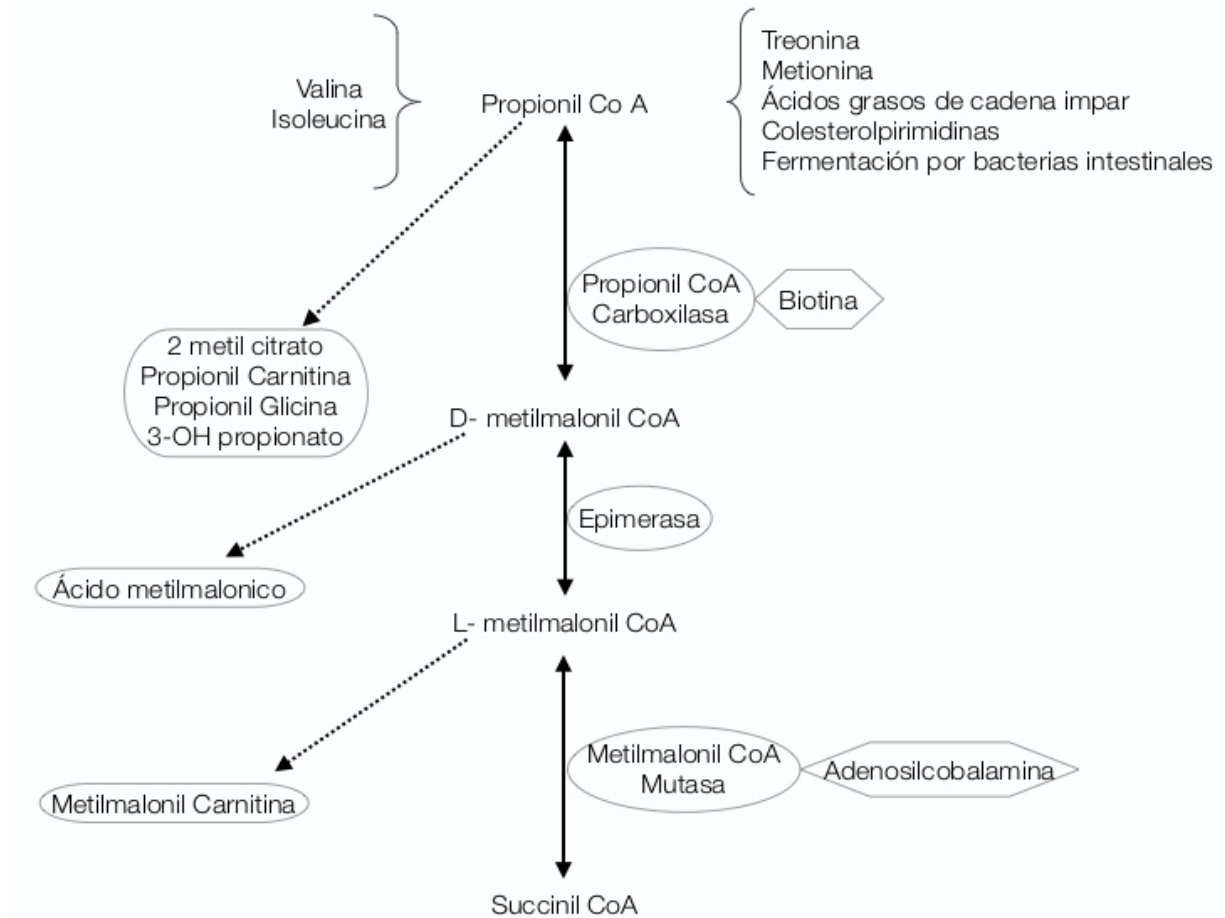 Valina
Isoleucina
Propionil Co A
Treonina
Metionina
Ácidos grasos de cadena impar
Colesterolpirimidinas
Fermentación por bacterias intestinales
Propionil CoA
Carboxilasa
Biotina
2 metil citrato
Propionil Carnitina
Propionil Glicina
3-OH propionato
D- metilmalonil CoA
Epimerasa
Ácido metilmalonico
L- metilmalonil CoA
Metilmalonil CoA
Mutasa
Adenosilcobalamina
Metilmalonil Carnitina
Succinil CoA